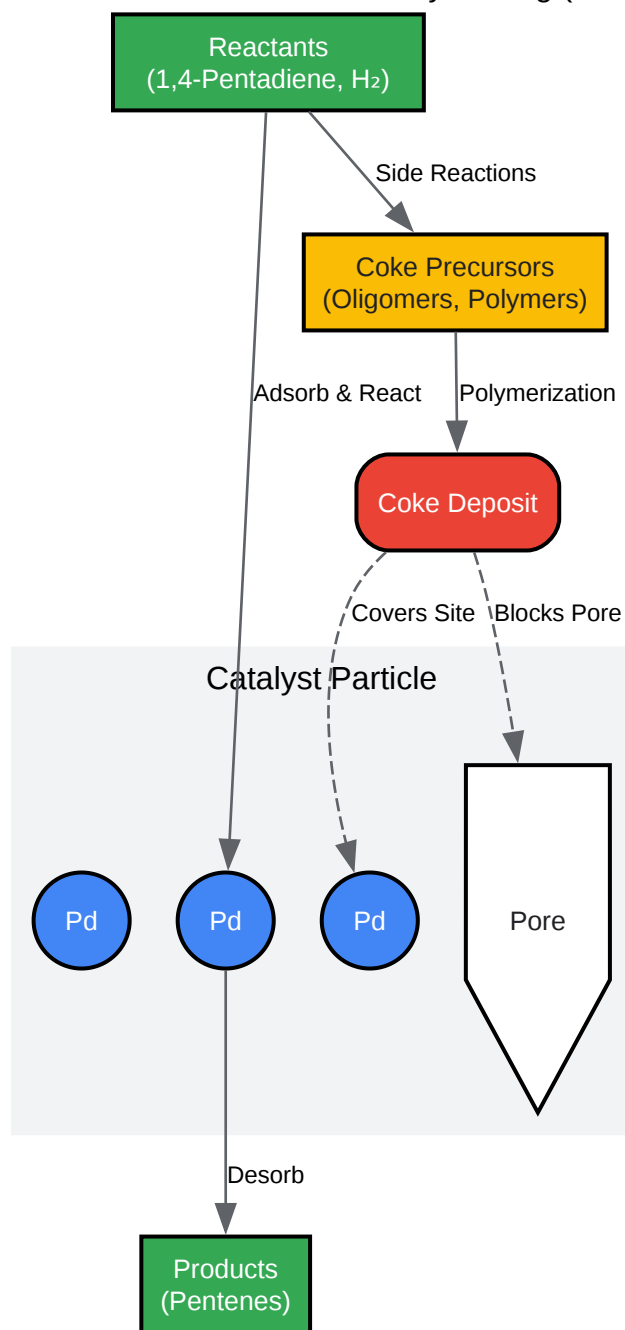 Reactants
(1,4-Pentadiene, H₂)
Side Reactions
Coke Precursors
(Oligomers, Polymers)
Adsorb & React
Polymerization
Coke Deposit
Covers Site
Blocks Pore
Catalyst Particle
Pd
Pd
Pd
Pore
Desorb
Products
(Pentenes)